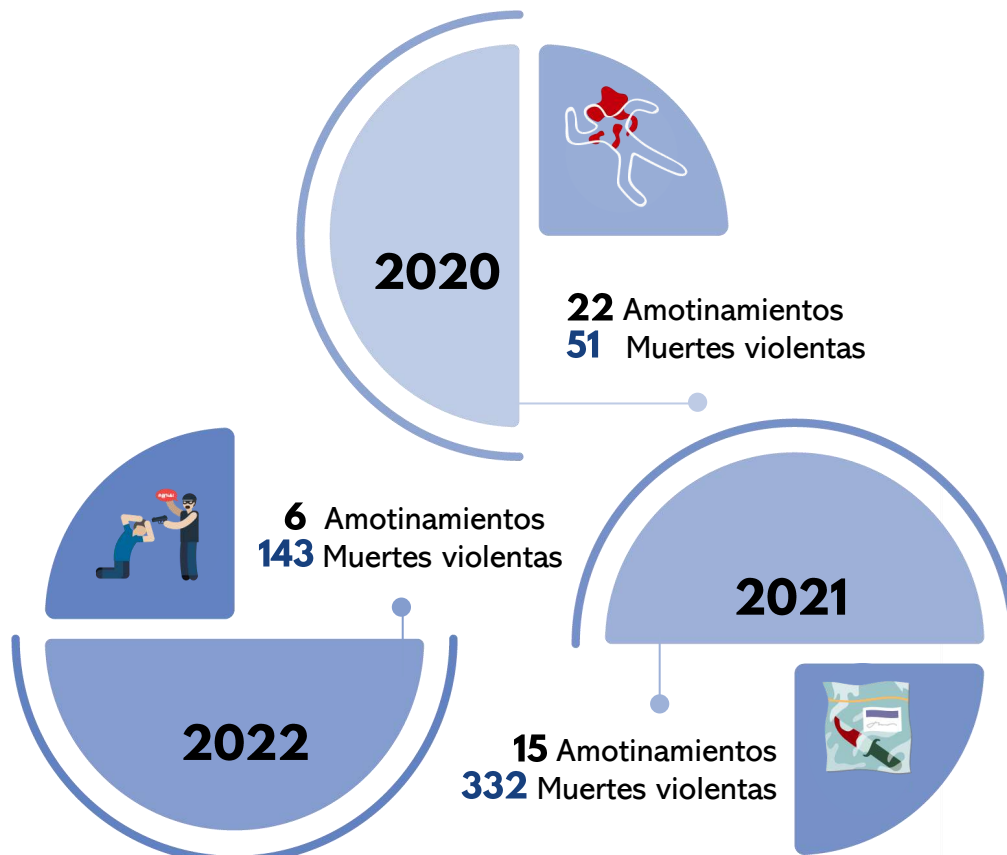 2020
22 Amotinamientos
51 Muertes violentas
6 Amotinamientos
143 Muertes violentas
2021
2022
15 Amotinamientos
332 Muertes violentas